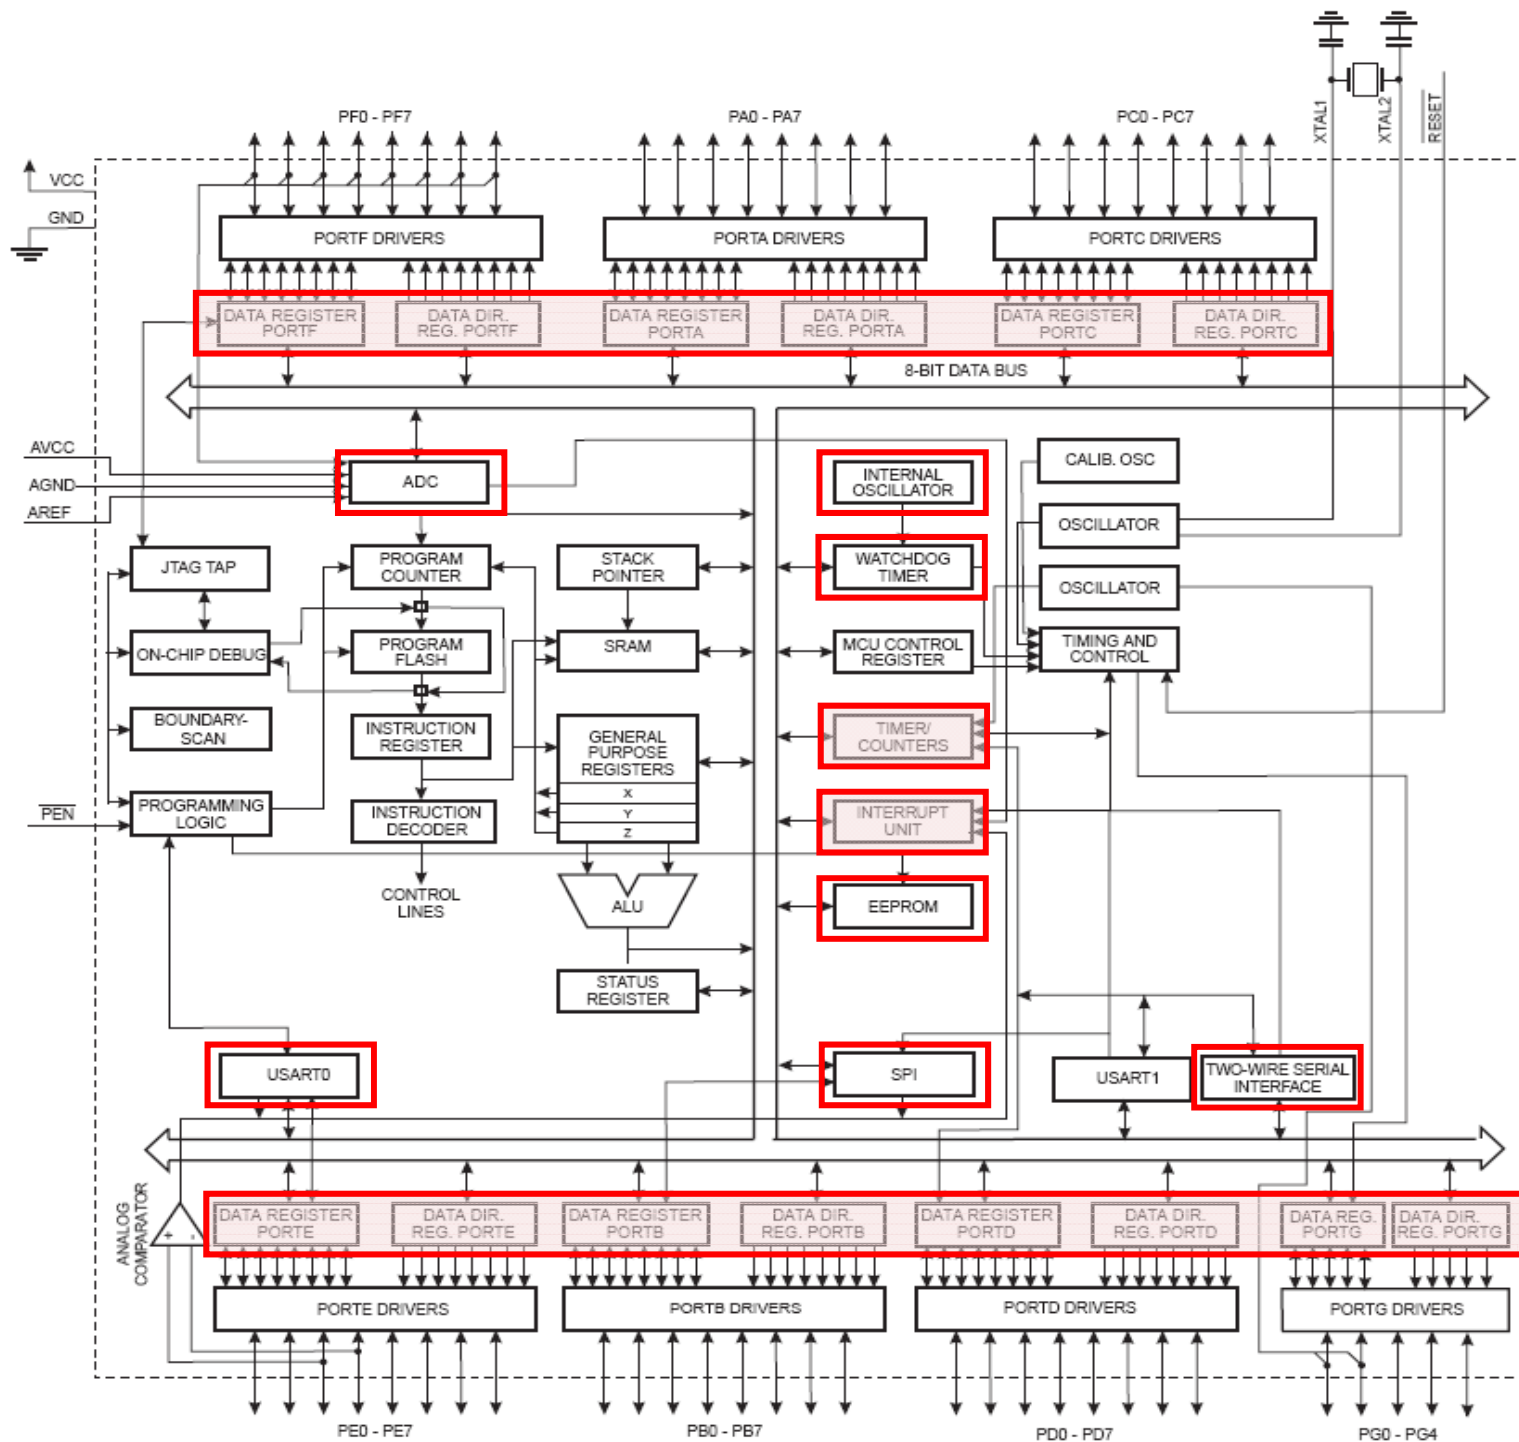 XTAL1
XTAL2
RESET
PF0 - PF7
PA0 - PA7
PC0 - PC7
VCC
GND
PORTF DRIVERS
PORTA DRIVERS
PORTC DRIVERS
DATA REGISTER
PORTF
DATA DIR.
REG. PORTF
DATA REGISTER
PORTA
DATA DIR.
REG. PORTA
DATA REGISTER
PORTC
DATA DIR.
REG. PORTC
8-BIT DATA BUS
AVCC
AGND
AREF
ADC
INTERNAL
OSCILLATOR
CALIB. OSC
OSCILLATOR
JTAG TAP
PROGRAM
COUNTER
STACK
POINTER
WATCHDOG
TIMER
OSCILLATOR
ON-CHIP DEBUG
PROGRAM
FLASH
SRAM
MCU CONTROL
REGISTER
TIMING AND
CONTROL
BOUNDARY-
SCAN
INSTRUCTION
REGISTER
GENERAL
PURPOSE
REGISTERS
X
Y
Z
TIMER/
COUNTERS
PEN
PROGRAMMING
LOGIC
INSTRUCTION
DECODER
INTERRUPT
UNIT
CONTROL
LINES
ALU
EEPROM
STATUS
REGISTER
USART0
SPI
USART1
TWO-WIRE SERIAL
INTERFACE
ANALOG
COMPARATOR
+
-
DATA REGISTER
PORTE
DATA DIR.
REG. PORTE
DATA REGISTER
PORTB
DATA DIR.
REG. PORTB
DATA REGISTER
PORTD
DATA DIR.
REG. PORTD
DATA REG.
PORTG
DATA DIR.
REG. PORTG
PORTE DRIVERS
PORTB DRIVERS
PORTD DRIVERS
PORTG DRIVERS
PE0 - PE7
PB0 - PB7
PD0 - PD7
PG0 - PG4